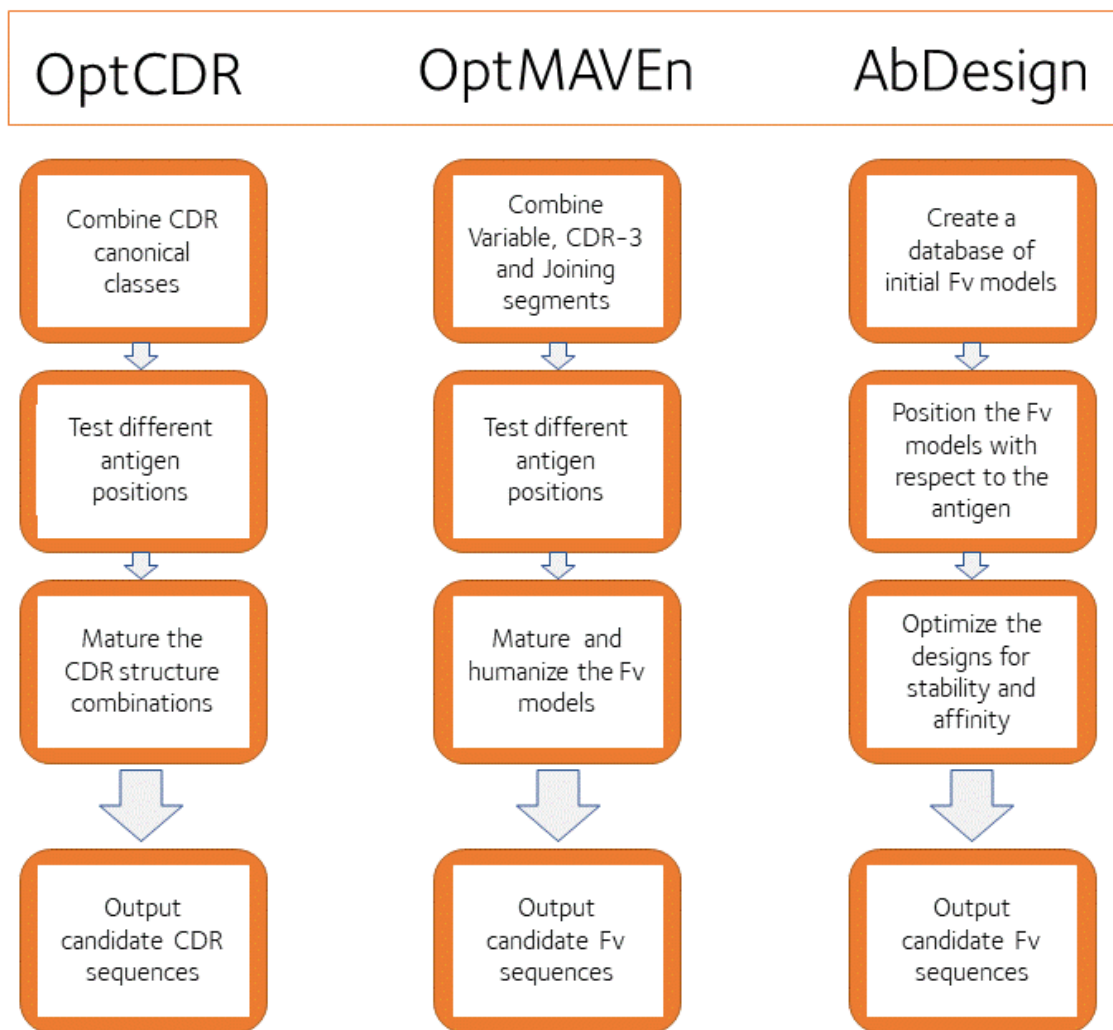 OptCDR
OptMAVEn
AbDesign
Combine CDR
canonical
classes
Combine
Variable, CDR-3
and Joining
segments
Create a
database of
initial Fv models
Test different
antigen
positions
Test different
antigen
positions
Position the Fv
models with
respect to the
antigen
Mature the
CDR structure
combinations
Mature and
humanize the Fv
models
Optimize the
designs for
stability and
affinity
Output
candidate CDR
sequences
Output
candidate Fv
sequences
Output
candidate Fv
sequences